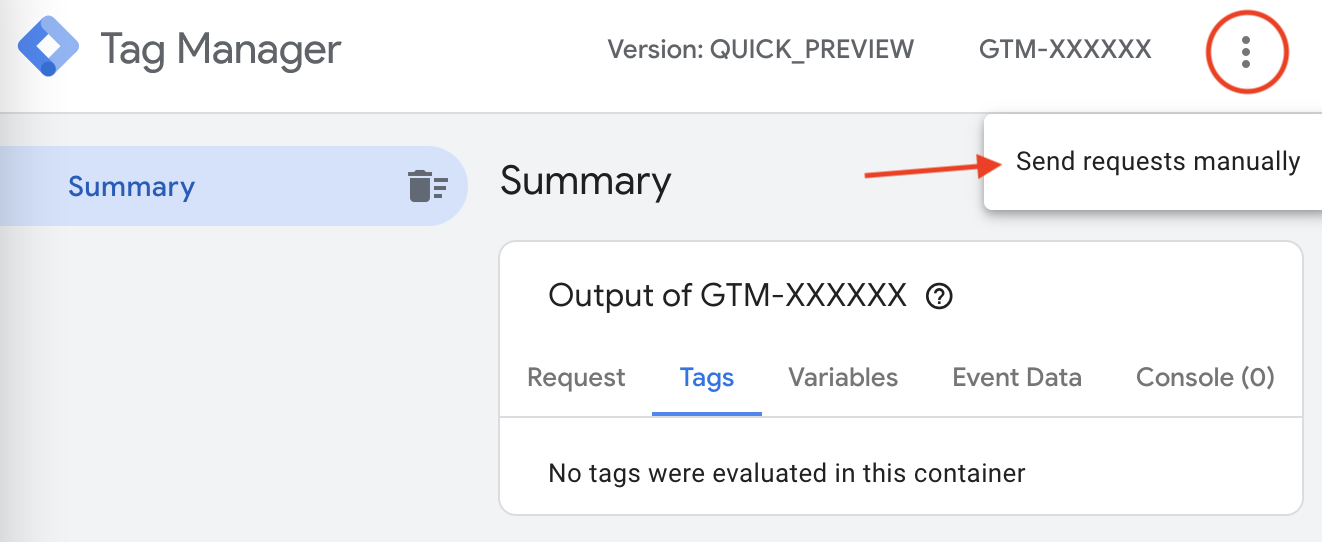 Tag Manager
Version: QUICK_PREVIEW
GTM-XXXXXX
Send requests manually
Summary
Summary
Output of GTM-XXXXXX
Request
Tags
Variables
Event Data
Console (0)
No tags were evaluated in this container